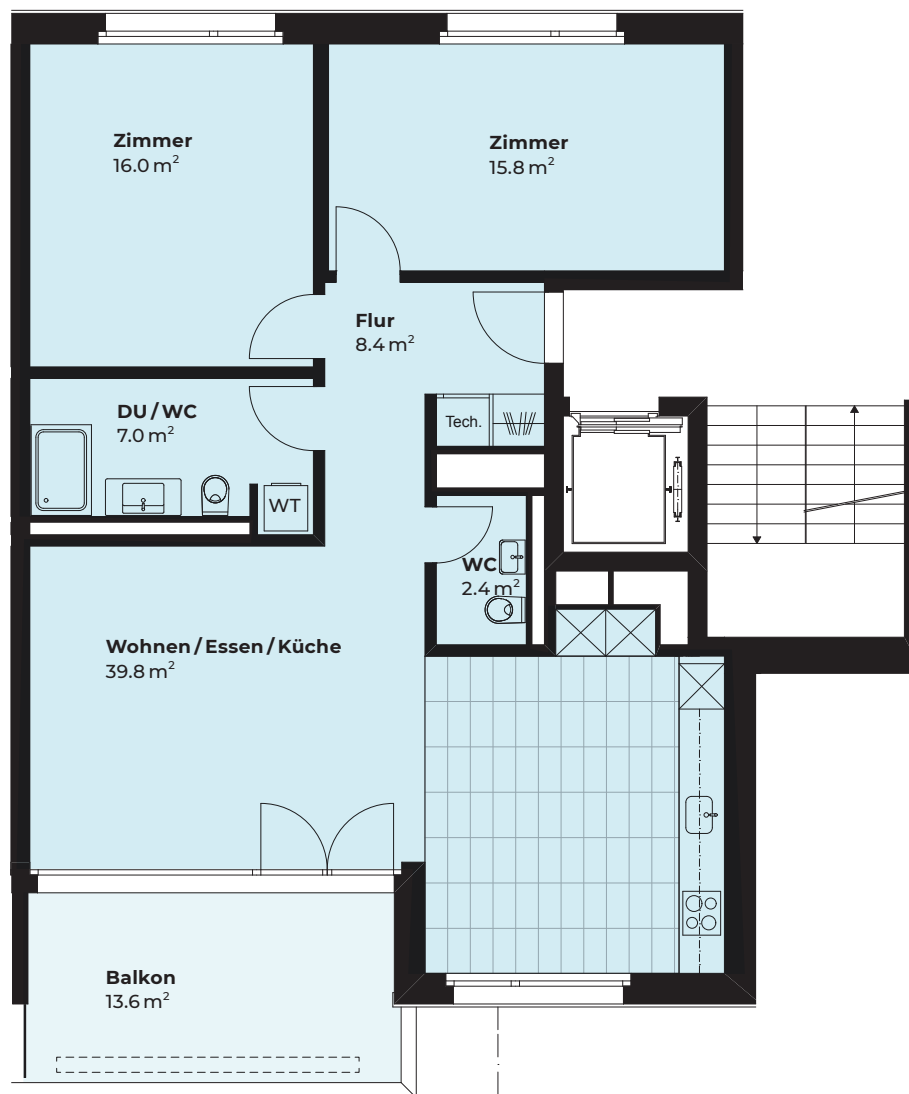 Zimmer
16.0 m²
Zimmer
15.8 m²
Flur
8.4 m²
DU / WC
7.0 m²
Tech.
WT
WC
2.4 m²
Wohnen / Essen / Küche
39.8 m²
Balkon
13.6 m²